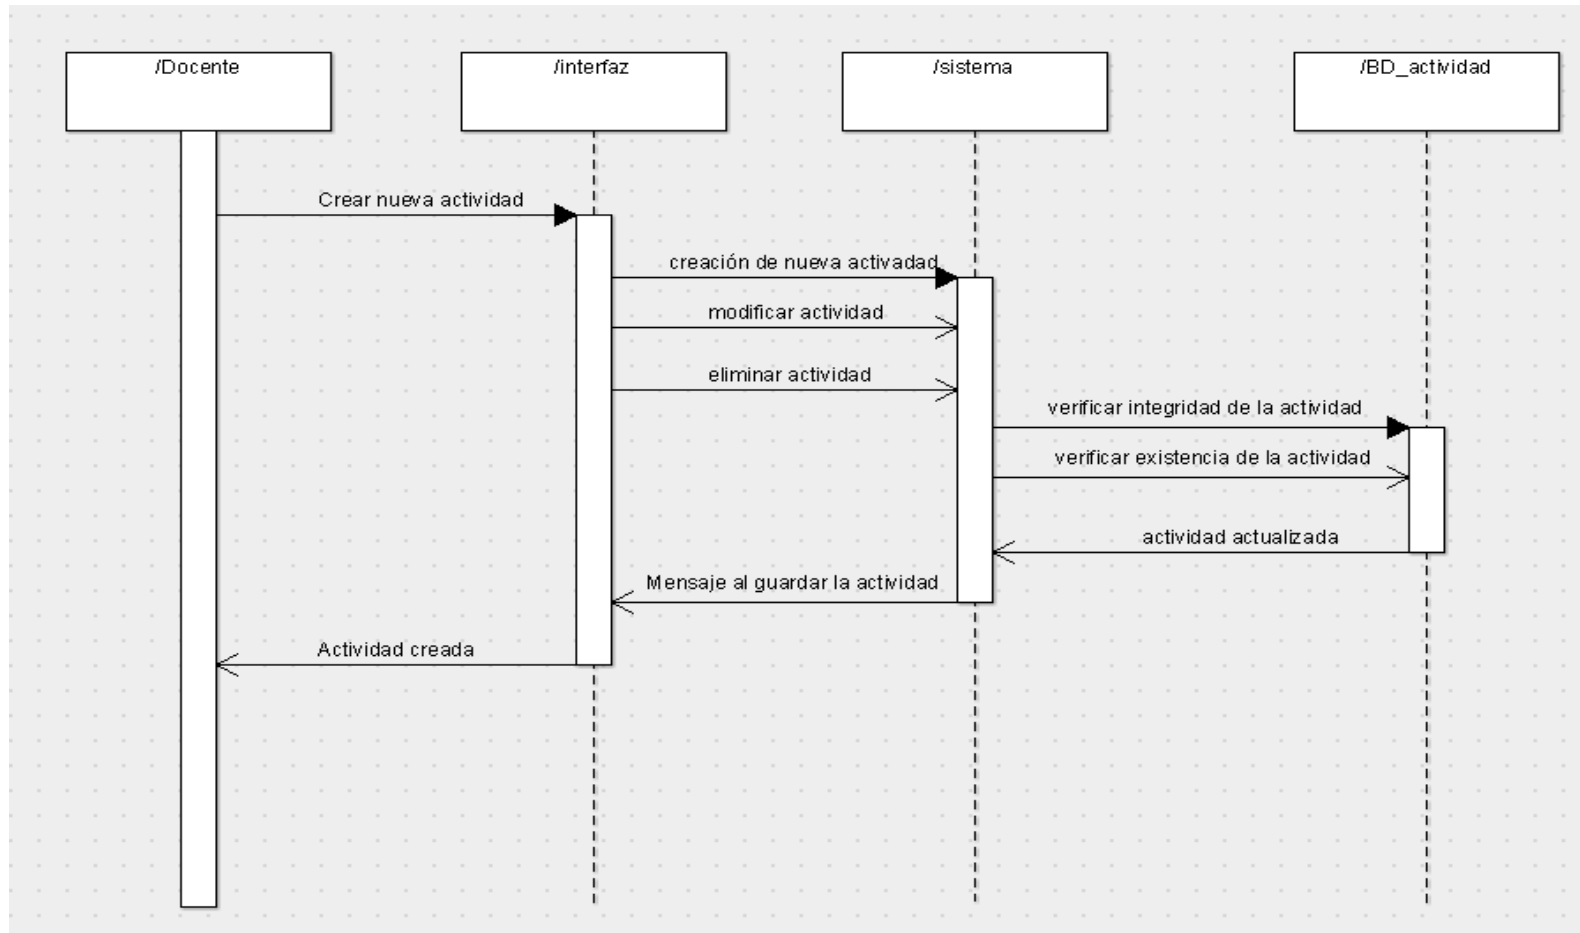 /Docente
/interfaz
/sistema
/BD_actividad
Crear nueva actividad
creación de nueva activadad
modificar actividad
eliminar actividad
verificar integridad de la actividad
verificar existencia de la actividad
actividad actualizada
Mensaje al guardar la actividad
Actividad creada